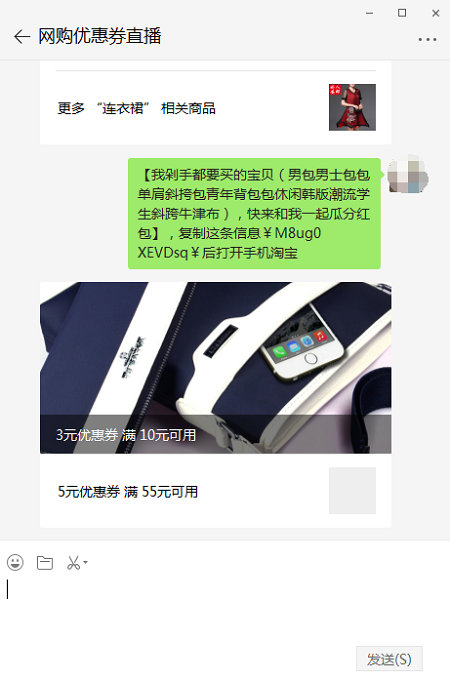 网购优惠券直播
更多 “连衣裙” 相关商品
【我剁手都要买的宝贝（男包男士包包
单肩斜挎包青年背包包休闲韩版潮流学
生斜跨牛津布），快来和我一起瓜分红
包】，复制这条信息￥M8ug0
XEVDsq￥后打开手机淘宝
3元优惠券 满 10元可用
5元优惠券 满 55元可用
发送(S)